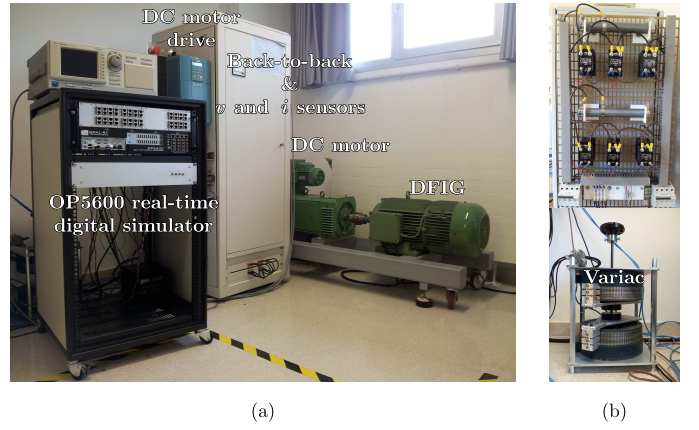 DC motor
drive
Back-to-back
&
v and i sensors
DC motor
DFIG
OP5600 real-time
digital simulator
Variac
(a)
(b)